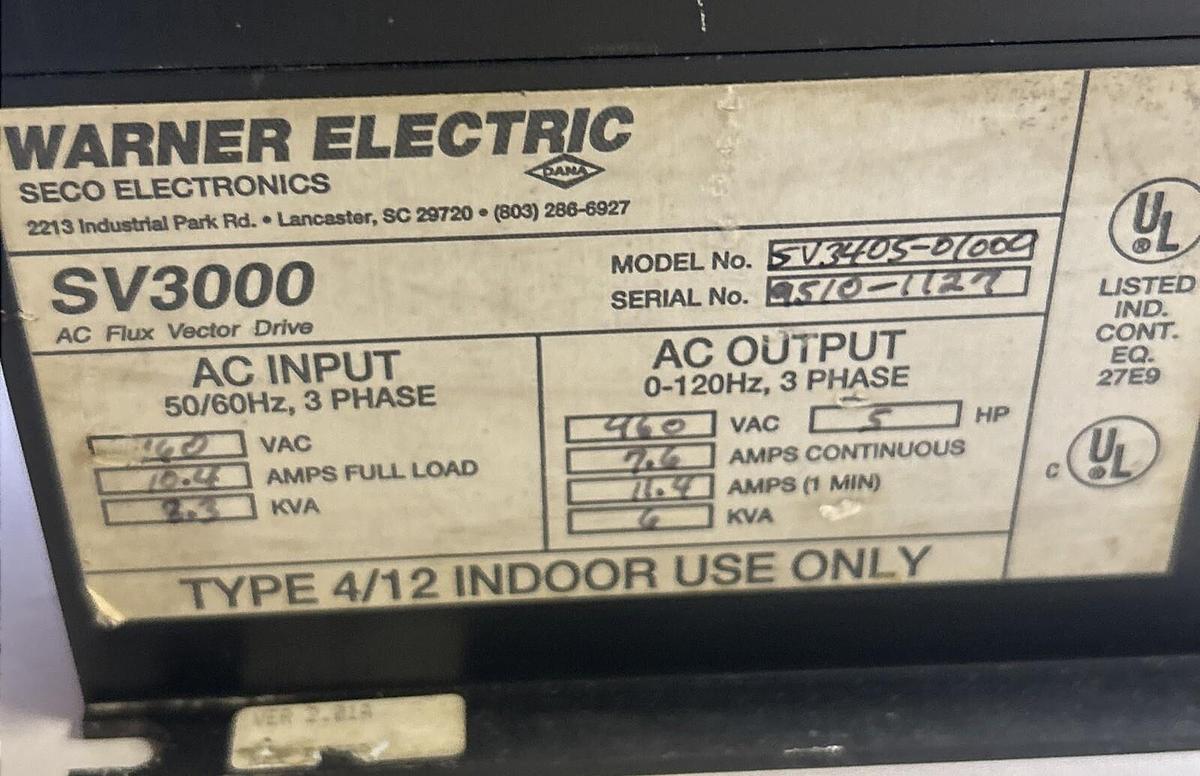 WARNER ELECTRIC
DANA
SECO ELECTRONICS
2213 Industrial Park Rd. • Lancaster, SC 29720 • (803) 286-6927
SV3000
AC Flux Vector Drive
MODEL No. SV3405-01000
SERIAL No. 9510-1127
AC INPUT
50/60Hz, 3 PHASE
VAC
10.4 AMPS FULL LOAD
KVA
AC OUTPUT
0-120Hz, 3 PHASE
460 VAC 5 HP
7.6 AMPS CONTINUOUS
11.4 AMPS (1 MIN)
6 KVA
TYPE 4/12 INDOOR USE ONLY
UL
®
LISTED
IND.
CONT.
EQ.
27E9
C UL
®
VER 2.01A